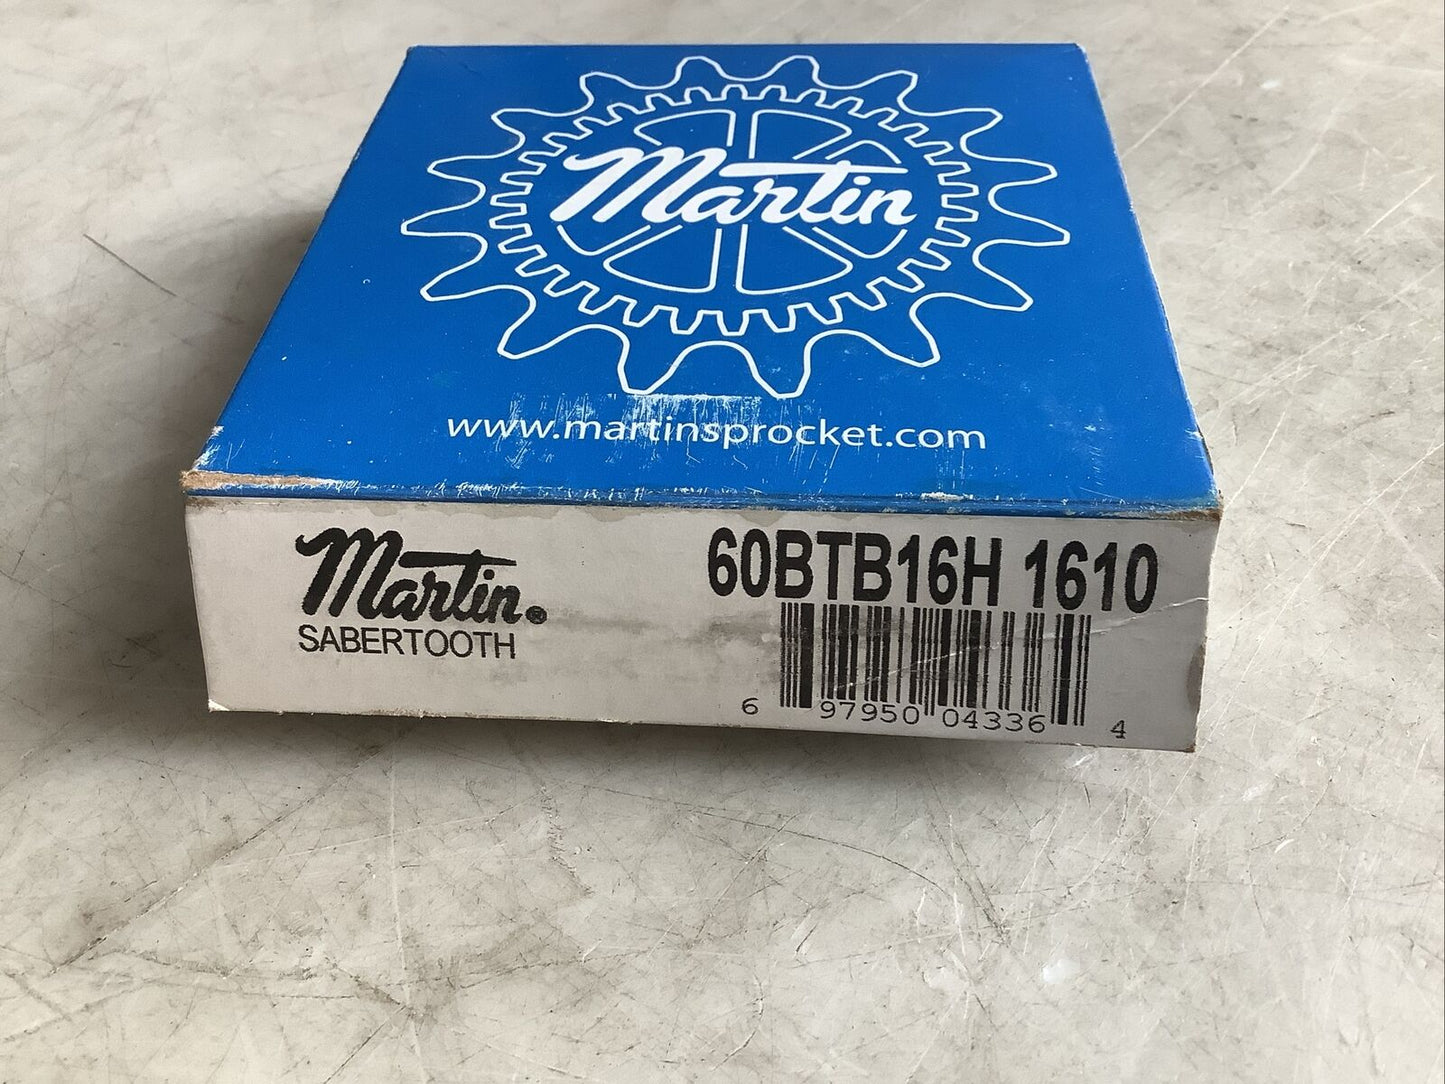 Martin
www.martinsprocket.com
Martin®
SABERTOOTH
60BTB16H 1610
6 97950 04336 4